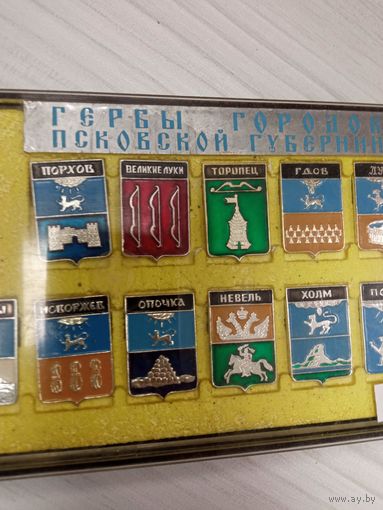 ГЕРБЫ ГОРОДОВ
ПСКОВСКОЙ ГУБЕРНИИ
ПОРХОВ
ВЕЛИКИЕ ЛУКИ
ТОРОПЕЦ
ГДОВ
НОВОРЖЕВ
ОПОЧКА
НЕВЕЛЬ
ХОЛМ
www.ay.by